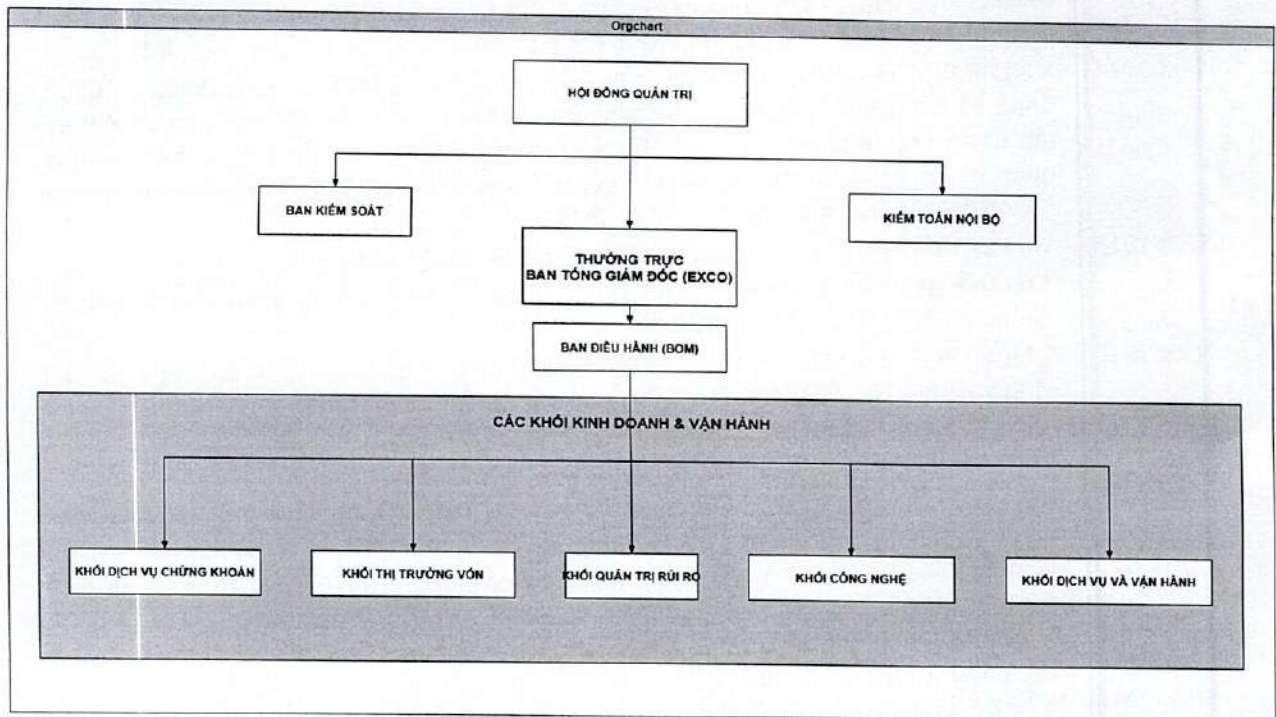 Orgchart
HỘI ĐỒNG QUẢN TRỊ
BAN KIỂM SOÁT
KIỂM TOÁN NỘI BỘ
THƯỜNG TRỰC
BAN TỔNG GIÁM ĐỐC (EXCO)
BAN ĐIỀU HÀNH (BOM)
CÁC KHỐI KINH DOANH & VẬN HÀNH
KHỐI DỊCH VỤ CHỨNG KHOÁN
KHỐI THỊ TRƯỜNG VỐN
KHỐI QUẢN TRỊ RỦI RO
KHỐI CÔNG NGHỆ
KHỐI DỊCH VỤ VÀ VẬN HÀNH